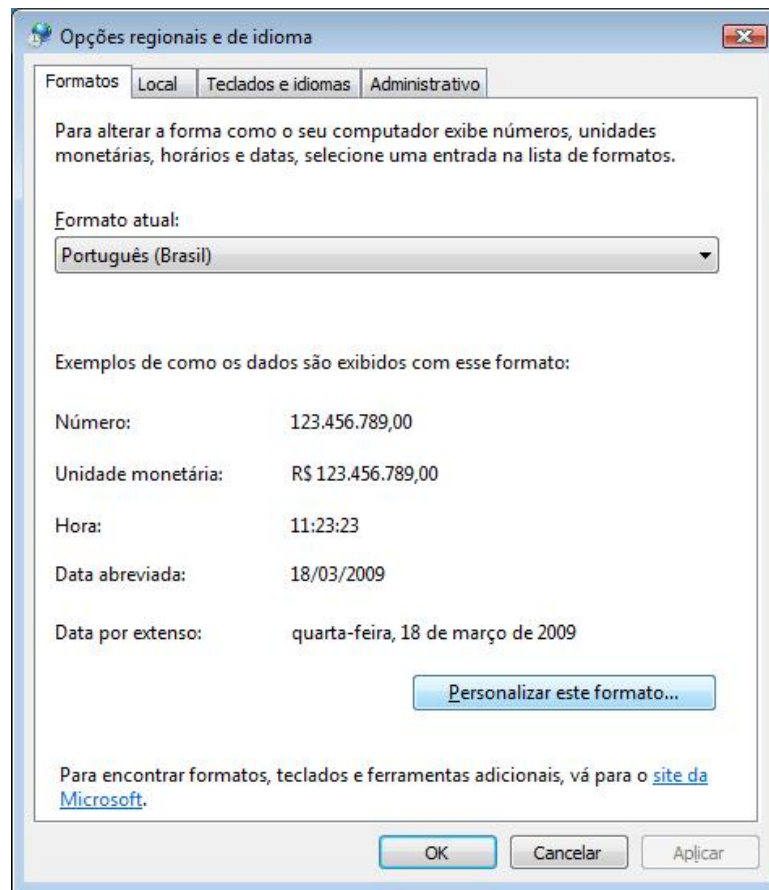 Opções regionais e de idioma
Formatos Local Teclados e idiomas Administrativo
Para alterar a forma como o seu computador exibe números, unidades
monetárias, horários e datas, selecione uma entrada na lista de formatos.
Formato atual:
Português (Brasil)
Exemplos de como os dados são exibidos com esse formato:
Número: 123.456.789,00
Unidade monetária: R$ 123.456.789,00
Hora: 11:23:23
Data abreviada: 18/03/2009
Data por extenso: quarta-feira, 18 de março de 2009
Personalizar este formato...
Para encontrar formatos, teclados e ferramentas adicionais, vá para o site da
Microsoft.
OK Cancelar Aplicar